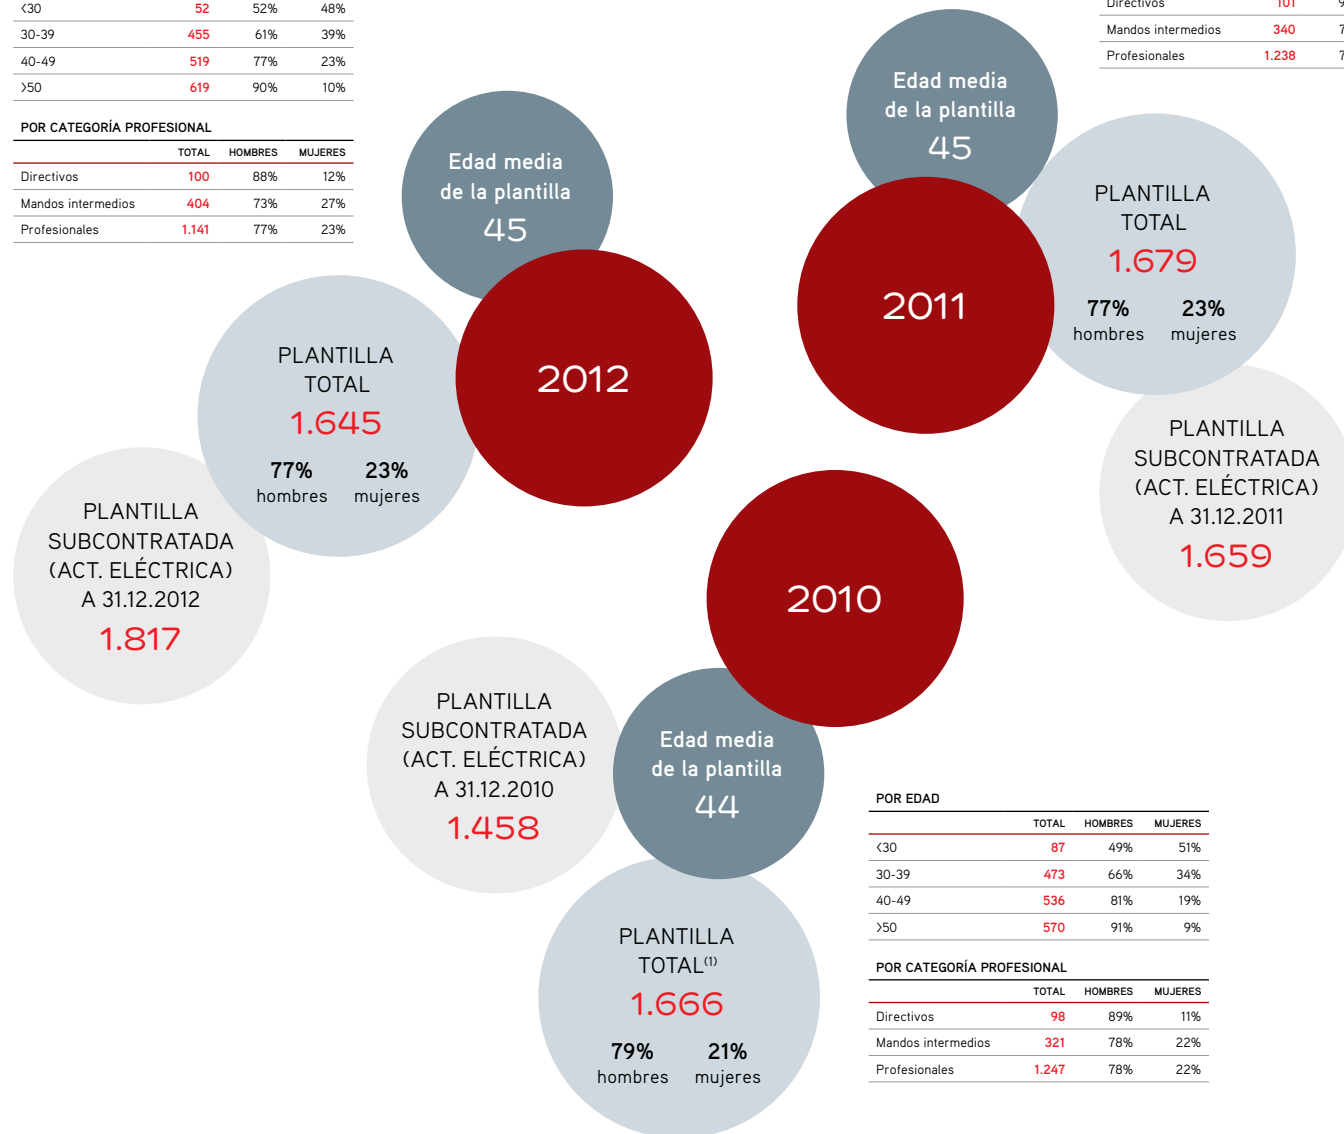 <30 52 52% 48%
30-39 455 61% 39%
40-49 519 77% 23%
>50 619 90% 10%
POR CATEGORÍA PROFESIONAL
TOTAL HOMBRES MUJERES
Directivos 100 88% 12%
Mandos intermedios 404 73% 27%
Profesionales 1.141 77% 23%
Edad media
de la plantilla
45
2012
PLANTILLA
TOTAL
1.645
77% 23%
hombres mujeres
PLANTILLA
SUBCONTRATADA
(ACT. ELÉCTRICA)
A 31.12.2012
1.817
Directivos 101
Mandos intermedios 340
Profesionales 1.238
Edad media
de la plantilla
45
2011
PLANTILLA
TOTAL
1.679
77% 23%
hombres mujeres
PLANTILLA
SUBCONTRATADA
(ACT. ELÉCTRICA)
A 31.12.2011
1.659
2010
PLANTILLA
SUBCONTRATADA
(ACT. ELÉCTRICA)
A 31.12.2010
1.458
Edad media
de la plantilla
44
PLANTILLA
TOTAL(1)
1.666
79% 21%
hombres mujeres
POR EDAD
TOTAL HOMBRES MUJERES
<30 87 49% 51%
30-39 473 66% 34%
40-49 536 81% 19%
>50 570 91% 9%
POR CATEGORÍA PROFESIONAL
TOTAL HOMBRES MUJERES
Directivos 98 89% 11%
Mandos intermedios 321 78% 22%
Profesionales 1.247 78% 22%